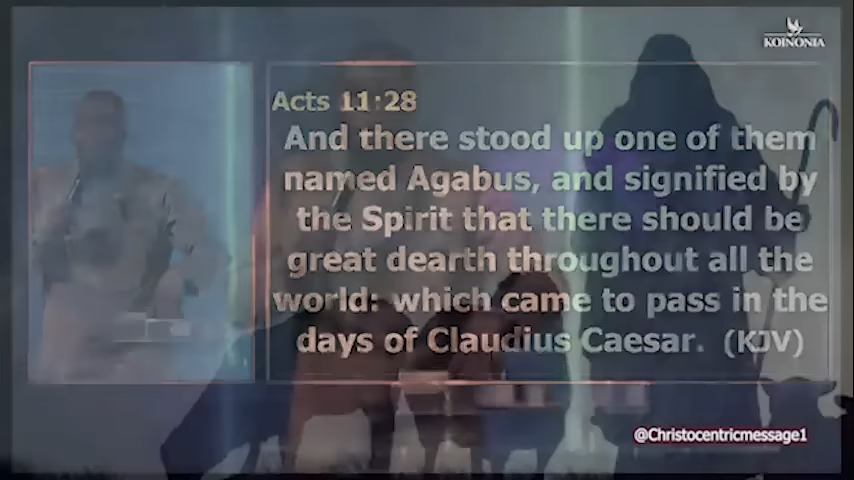 KOINONIA
Acts 11:28
And there stood up one of them
named Agabus, and signified by
the Spirit that there should be
great dearth throughout all the
world: which came to pass in the
days of Claudius Caesar. (KJV)
@Christocentricmessage1